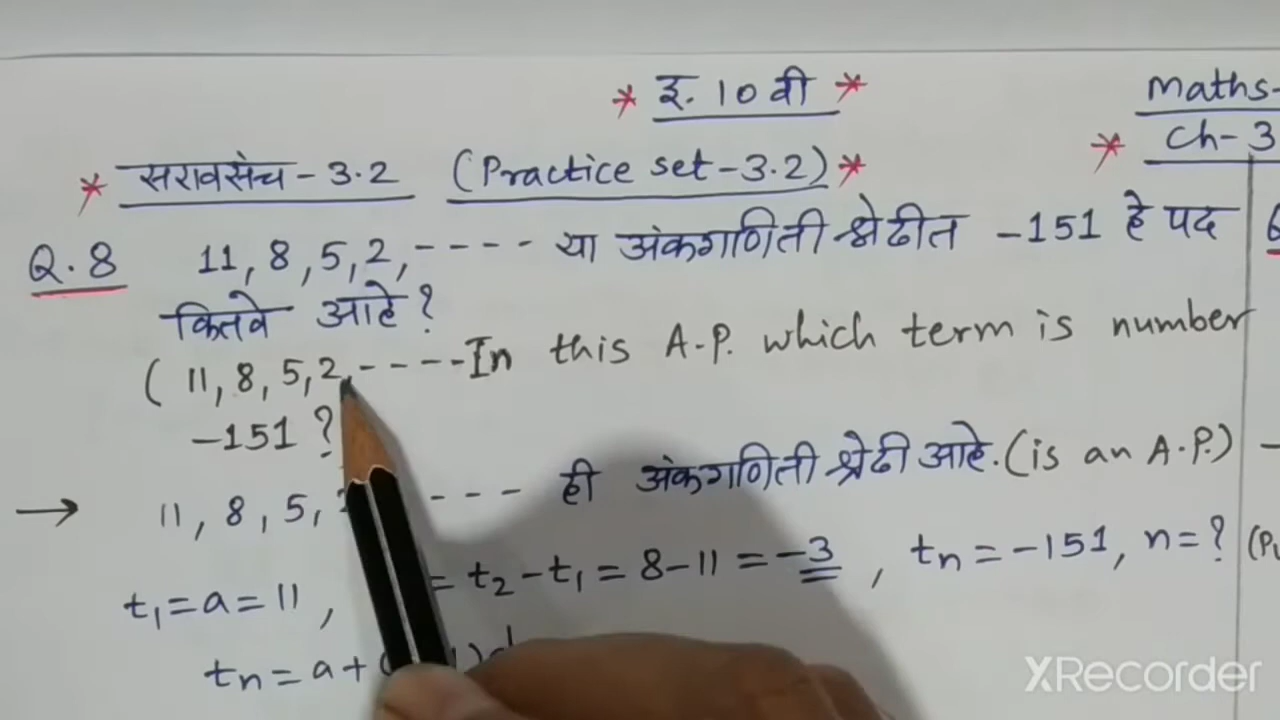 * इ. 10 वी *
Maths-
* Ch-3
* सरावसंच - 3.2 (Practice set-3.2) *
Q.8 11, 8, 5, 2, ---- या अंकगणिती श्रेढीत -151 हे पद
कितवे आहे?
( 11, 8, 5, 2, ---- In this A.P. which term is number
-151 ?
→ 11, 8, 5, --- ही अंकगणिती श्रेढी आहे. (is an A.P.) —
t₁ = a = 11, = t₂ - t₁ = 8 - 11 = -3, tn = -151, n = ?
tn = a + ( )d
XRecorder